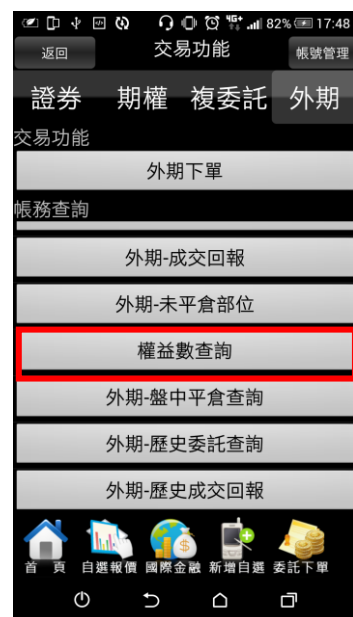 4G+ 82% 17:48
返回 交易功能 帳號管理
證券 期權 複委託 外期
交易功能
外期下單
帳務查詢
外期-成交回報
外期-未平倉部位
權益數查詢
外期-盤中平倉查詢
外期-歷史委託查詢
外期-歷史成交回報
首 頁 自選報價 國際金融 新增自選 委託下單